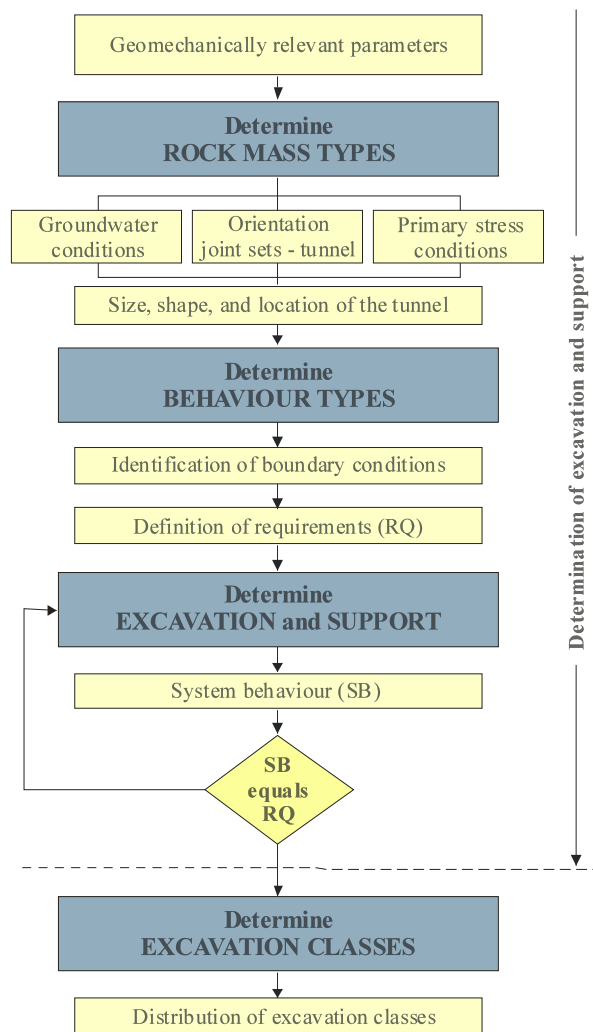 Geomechanically relevant parameters
Determine
ROCK MASS TYPES
Groundwater
conditions
Orientation
joint sets - tunnel
Primary stress
conditions
Size, shape, and location of the tunnel
Determine
BEHAVIOUR TYPES
Identification of boundary conditions
Definition of requirements (RQ)
Determine
EXCAVATION and SUPPORT
System behaviour (SB)
SB
equals
RQ
Determination of excavation and support
Determine
EXCAVATION CLASSES
Distribution of excavation classes